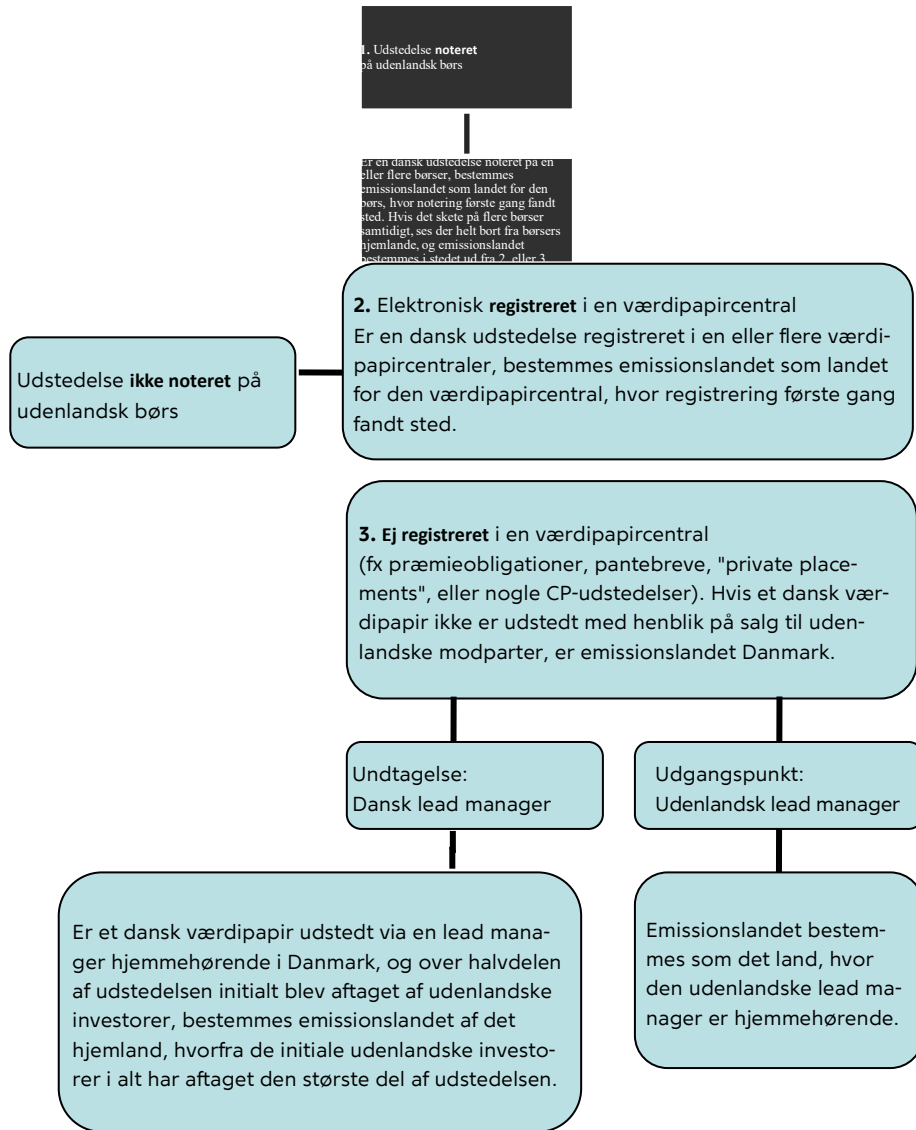 1. Udstedelse noteret
på udenlandsk børs
Er en dansk udstedelse noteret på en
eller flere børser, bestemmes
emissionslandet som landet for den
børs, hvor notering første gang fandt
sted. Hvis det skete på flere børser
samtidigt, ses der helt bort fra børsers
hjemlande, og emissionslandet
bestemmes i stedet ud fra 2. eller 3.
2. Elektronisk registreret i en værdipapircentral
Er en dansk udstedelse registreret i en eller flere værdi-
papircentraler, bestemmes emissionslandet som landet
for den værdipapircentral, hvor registrering første gang
fandt sted.
Udstedelse ikke noteret på
udenlandsk børs
3. Ej registreret i en værdipapircentral
(fx præmieobligationer, pantebreve, "private place-
ments", eller nogle CP-udstedelser). Hvis et dansk vær-
dipapir ikke er udstedt med henblik på salg til uden-
landske modparter, er emissionslandet Danmark.
Undtagelse:
Dansk lead manager
Udgangspunkt:
Udenlandsk lead manager
Er et dansk værdipapir udstedt via en lead mana-
ger hjemmehørende i Danmark, og over halvdelen
af udstedelsen initialt blev aftaget af udenlandske
investorer, bestemmes emissionslandet af det
hjemland, hvorfra de initiale udenlandske investo-
rer i alt har aftaget den største del af udstedelsen.
Emissionslandet bestem-
mes som det land, hvor
den udenlandske lead ma-
nager er hjemmehørende.